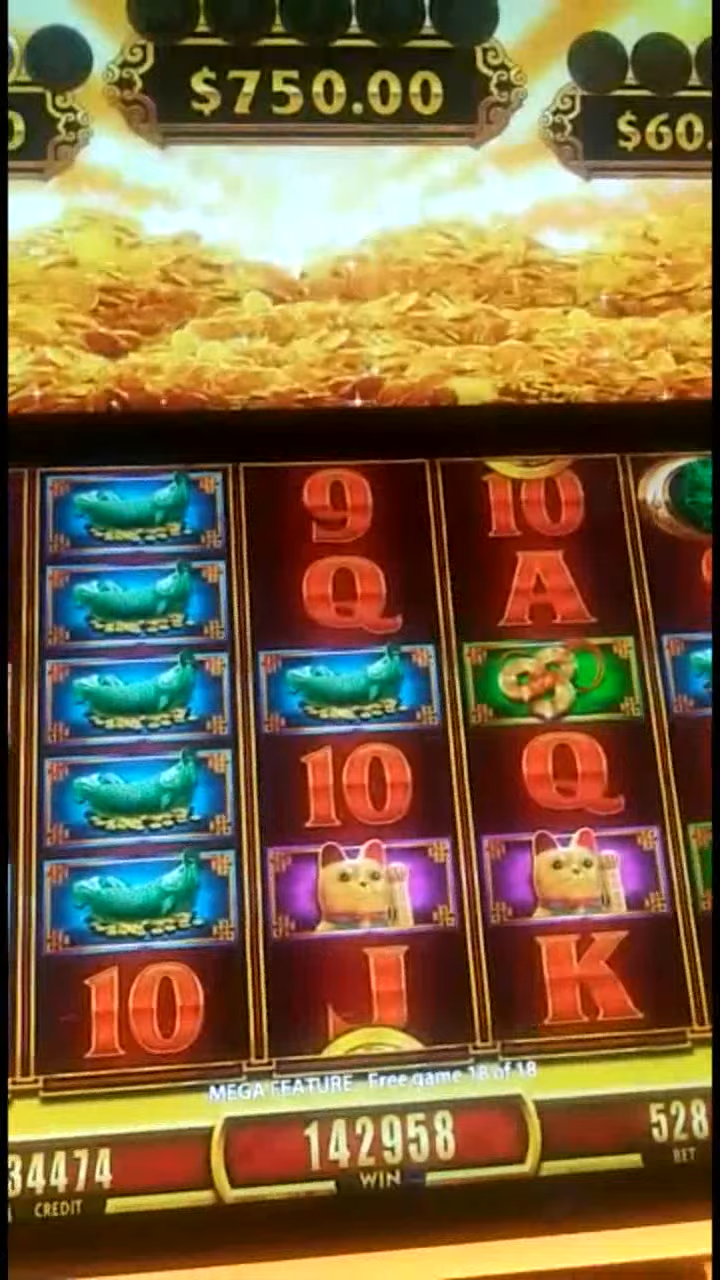 $750.00
$60.
9
10
Q
A
10
Q
10
J
K
MEGA FEATURE Free game 18 of 18
34474
142958
528
CREDIT
WIN
BET